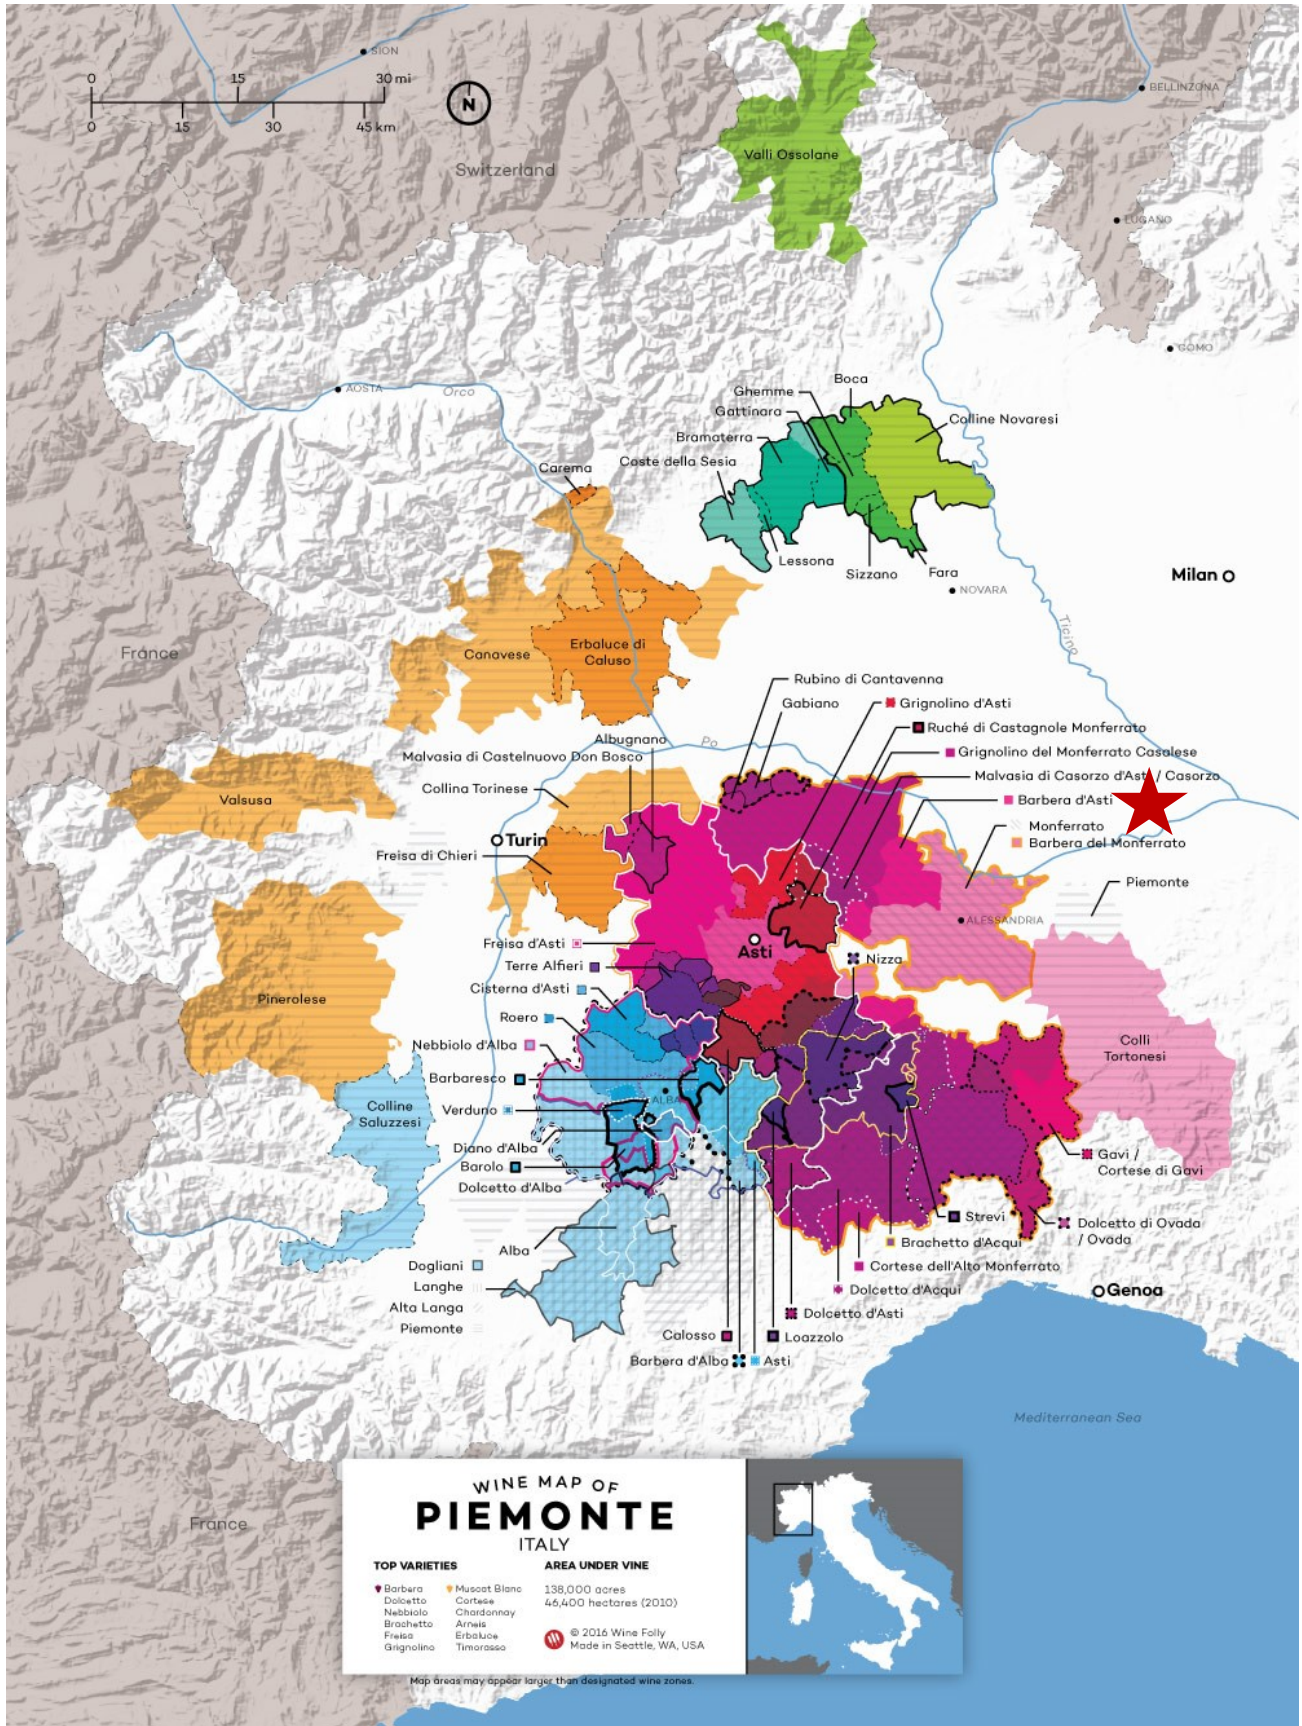 SION
0 15 30 mi
0 15 30 45 km
N
BELLINZONA
Switzerland
Valli Ossolane
LUGANO
COMO
AOSTA
Orco
Boca
Ghemme
Gattinara
Colline Novaresi
Bramaterra
Coste della Sesia
Carema
Lessona
Sizzano
Fara
Milan
NOVARA
Ticino
France
Canavese
Erbaluce di
Caluso
Rubino di Cantavenna
Gabiano
Grignolino d'Asti
Ruché di Castagnole Monferrato
Albugnano
Po
Grignolino del Monferrato Casalese
Malvasia di Castelnuovo Don Bosco
Malvasia di Casorzo d'Asti / Casorzo
Collina Torinese
Barbera d'Asti
Valsusa
Monferrato
Turin
Barbera del Monferrato
Freisa di Chieri
Piemonte
ALESSANDRIA
Freisa d'Asti
Asti
Terre Alfieri
Nizza
Cisterna d'Asti
Pinerolese
Roero
Nebbiolo d'Alba
Colli
Tortonesi
Barbaresco
ALBA
Colline
Saluzzesi
Verduno
Diano d'Alba
Barolo
Gavi /
Cortese di Gavi
Dolcetto d'Alba
Strevi
Dolcetto di Ovada
/ Ovada
Alba
Brachetto d'Acqui
Dogliani
Cortese dell'Alto Monferrato
Langhe
Dolcetto d'Acqui
Genoa
Alta Langa
Dolcetto d'Asti
Piemonte
Calosso
Loazzolo
Barbera d'Alba
Asti
Mediterranean Sea
France
WINE MAP OF
PIEMONTE
ITALY
TOP VARIETIES
Barbera
Dolcetto
Nebbiolo
Brachetto
Freisa
Grignolino
Muscat Blanc
Cortese
Chardonnay
Arneis
Erbaluce
Timorasso
AREA UNDER VINE
138,000 acres
46,400 hectares (2010)
© 2016 Wine Folly
Made in Seattle, WA, USA
Map areas may appear larger than designated wine zones.